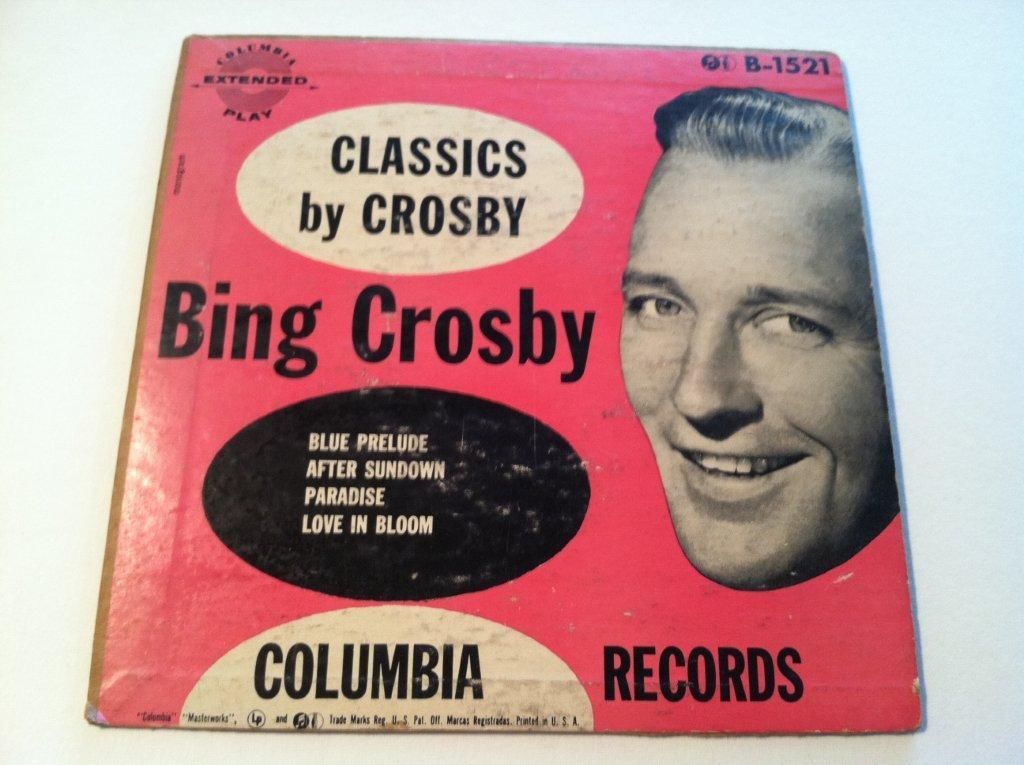 COLUMBIA
EXTENDED
PLAY
B-1521
CLASSICS
by CROSBY
Bing Crosby
BLUE PRELUDE
AFTER SUNDOWN
PARADISE
LOVE IN BLOOM
COLUMBIA RECORDS
"Columbia" "Masterworks", Lp and Trade Marks Reg. U. S. Pat. Off. Marcas Registradas. Printed in U. S. A.